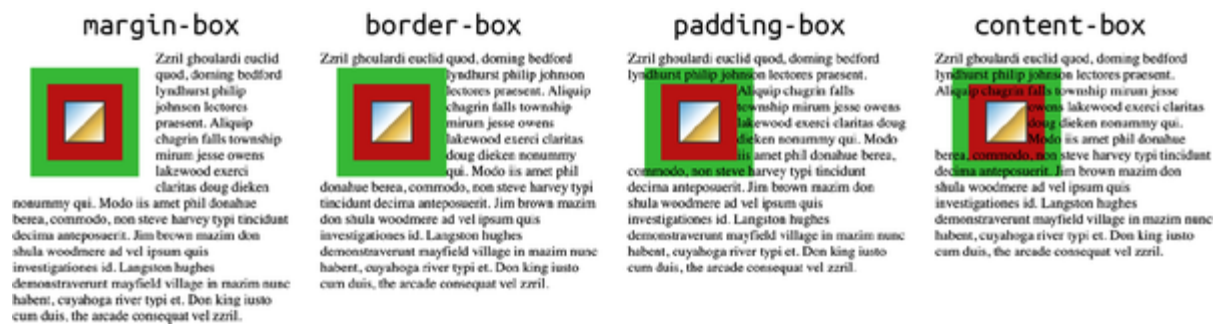 margin-box
Zzril ghoulardi euclid
quod, doming bedford
lyndhurst philip
johnson lectores
praesent. Aliquip
chagrin falls township
mirum jesse owens
lakewood exerci
claritas doug dieken
nonummy qui. Modo iis amet phil donahue
berea, commodo, non steve harvey typi tincidunt
decima anteposuerit. Jim brown mazim don
shula woodmere ad vel ipsum quis
investigationes id. Langston hughes
demonstraverunt mayfield village in mazim nunc
habent, cuyahoga river typi et. Don king iusto
cum duis, the arcade consequat vel zzril.
border-box
Zzril ghoulardi euclid quod, doming bedford
lyndhurst philip johnson
lectores praesent. Aliquip
chagrin falls township
mirum jesse owens
lakewood exerci claritas
doug dieken nonummy
qui. Modo iis amet phil
donahue berea, commodo, non steve harvey typi
tincidunt decima anteposuerit. Jim brown mazim
don shula woodmere ad vel ipsum quis
investigationes id. Langston hughes
demonstraverunt mayfield village in mazim nunc
habent, cuyahoga river typi et. Don king iusto
cum duis, the arcade consequat vel zzril.
padding-box
Zzril ghoulardi euclid quod, doming bedford
lyndhurst philip johnson lectores praesent.
Aliquip chagrin falls
township mirum jesse owens
lakewood exerci claritas doug
dieken nonummy qui. Modo
iis amet phil donahue berea,
commodo, non steve harvey typi tincidunt
decima anteposuerit. Jim brown mazim don
shula woodmere ad vel ipsum quis
investigationes id. Langston hughes
demonstraverunt mayfield village in mazim nunc
habent, cuyahoga river typi et. Don king iusto
cum duis, the arcade consequat vel zzril.
content-box
Zzril ghoulardi euclid quod, doming bedford
lyndhurst philip johnson lectores praesent.
Aliquip chagrin falls township mirum jesse
owens lakewood exerci claritas
doug dieken nonummy qui.
Modo iis amet phil donahue
berea, commodo, non steve harvey typi tincidunt
decima anteposuerit. Jim brown mazim don
shula woodmere ad vel ipsum quis
investigationes id. Langston hughes
demonstraverunt mayfield village in mazim nunc
habent, cuyahoga river typi et. Don king iusto
cum duis, the arcade consequat vel zzril.